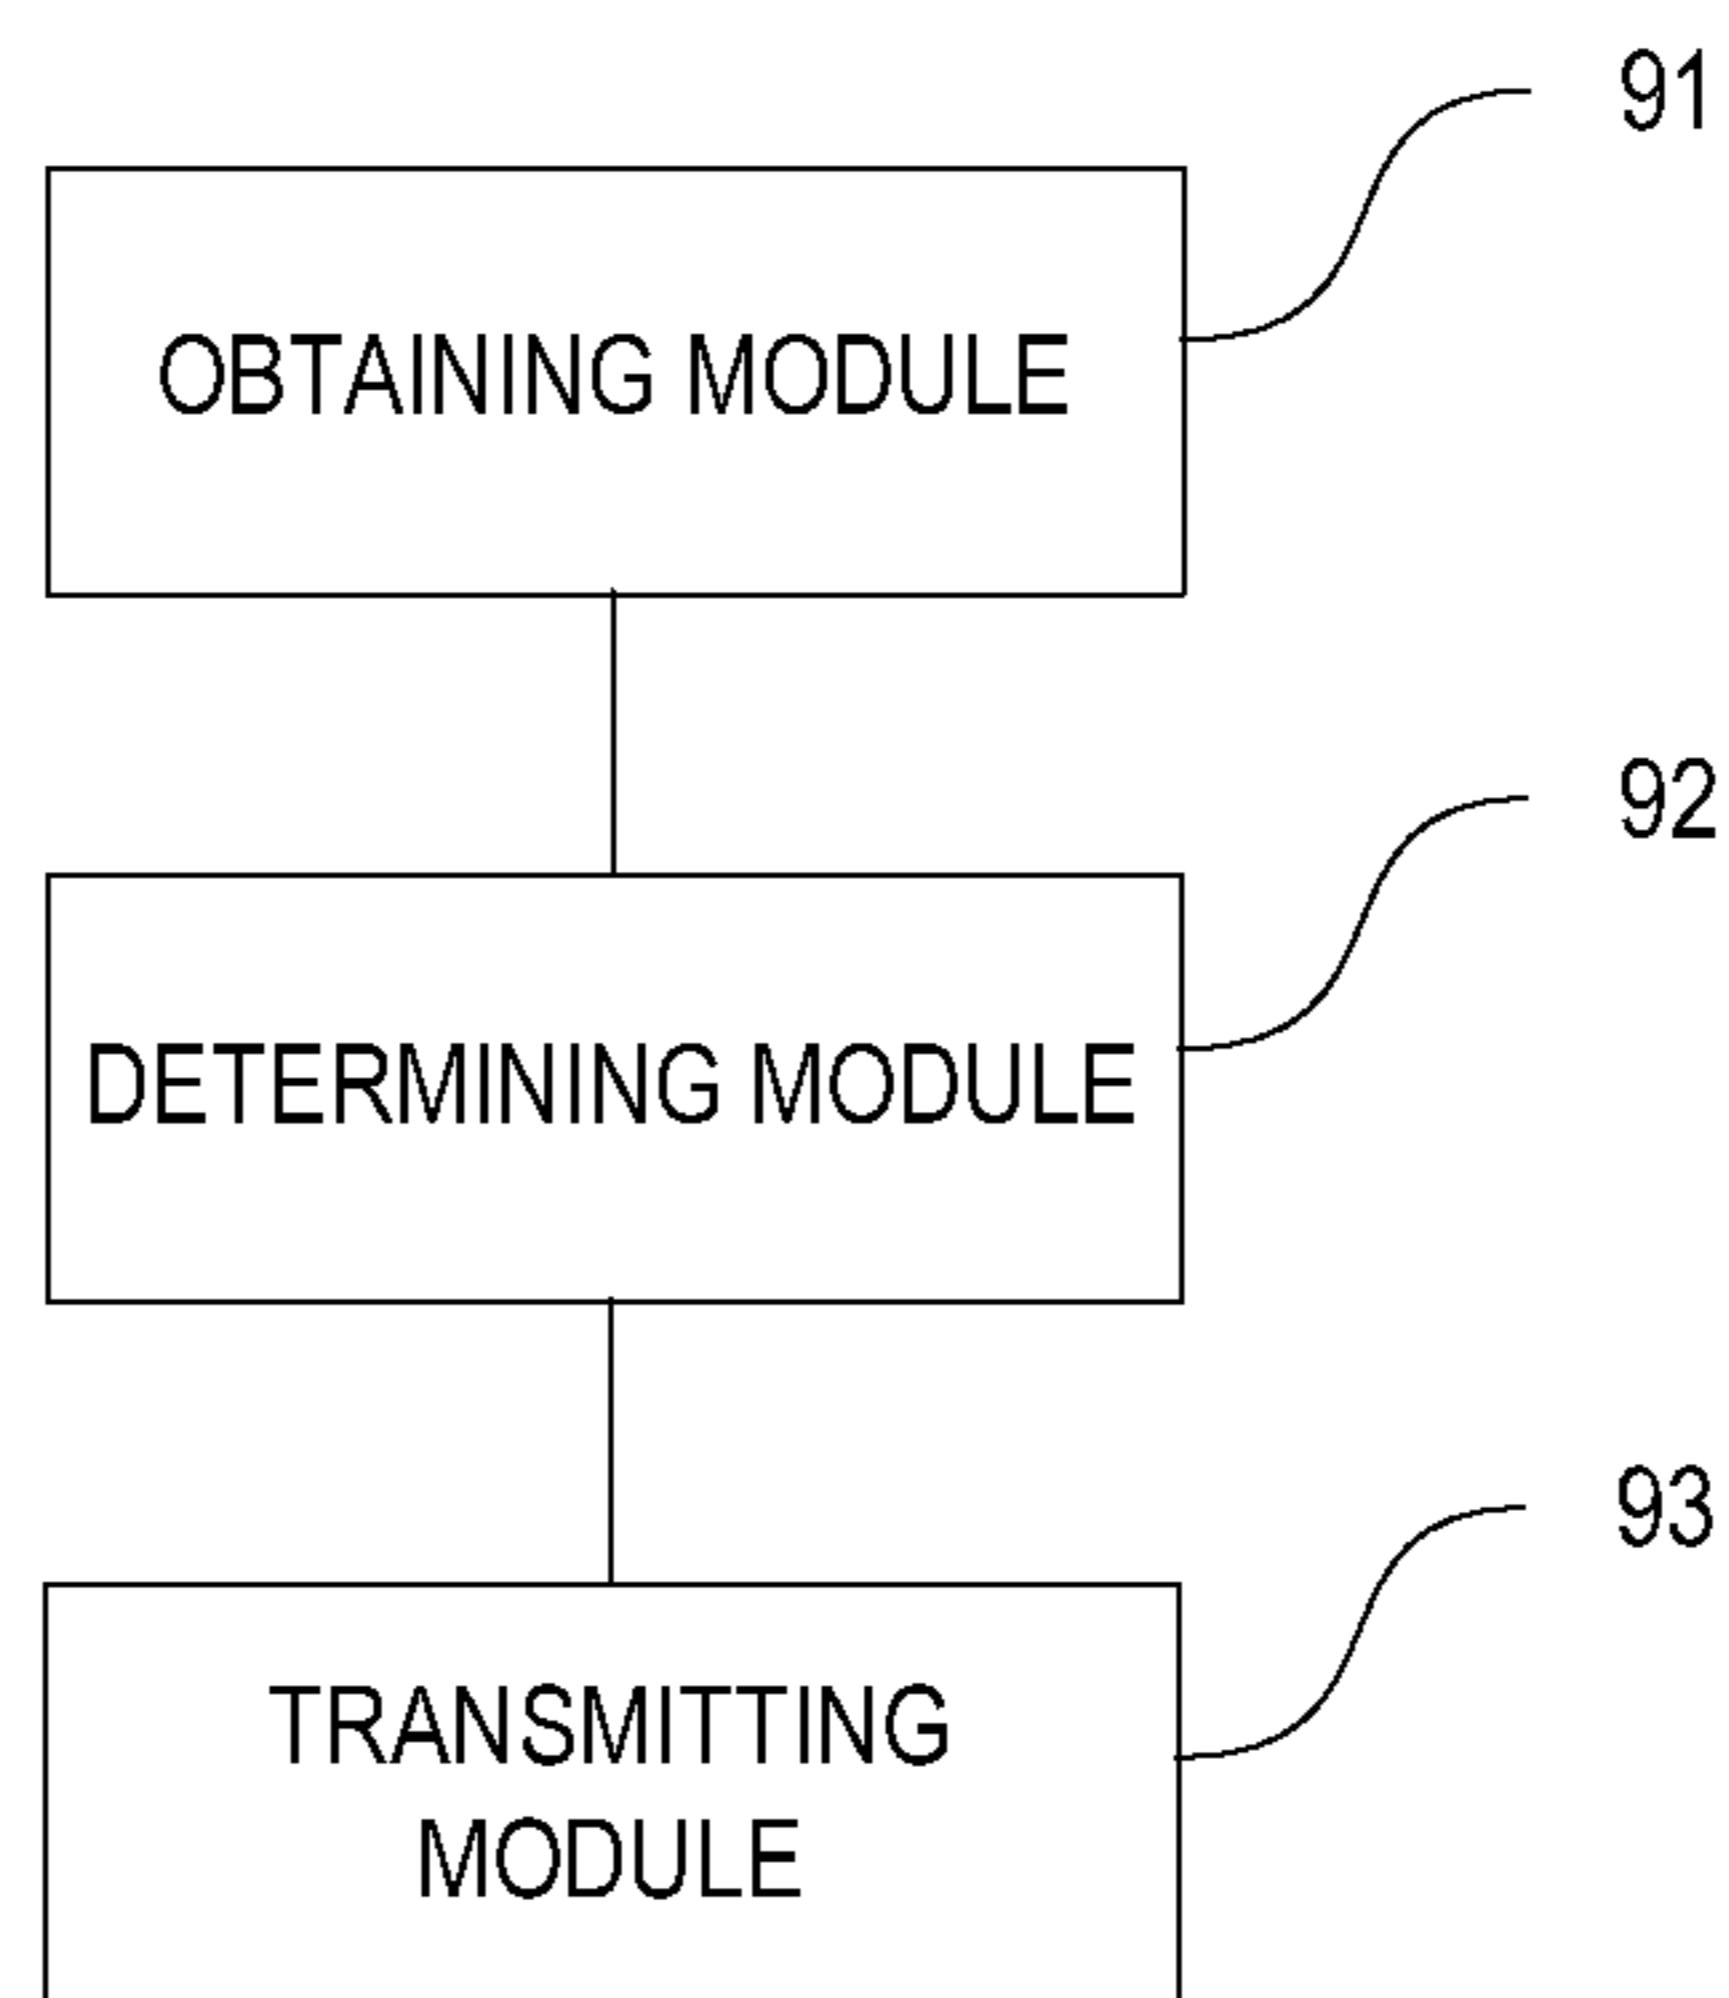 91
OBTAINING MODULE
92
DETERMINING MODULE
93
TRANSMITTING
MODULE